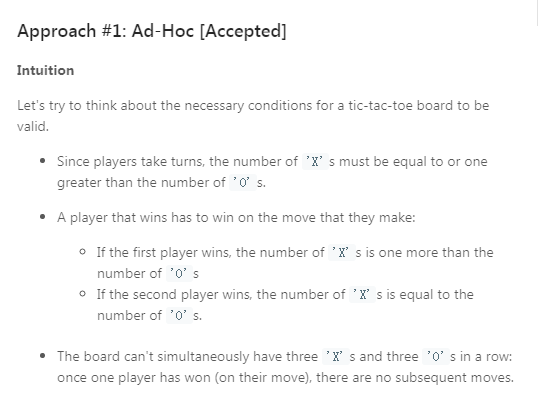 Approach #1: Ad-Hoc [Accepted]
Intuition
Let's try to think about the necessary conditions for a tic-tac-toe board to be
valid.
• Since players take turns, the number of 'X' s must be equal to or one
greater than the number of 'O' s.
• A player that wins has to win on the move that they make:
◦ If the first player wins, the number of 'X' s is one more than the
number of 'O' s
◦ If the second player wins, the number of 'X' s is equal to the
number of 'O' s.
• The board can't simultaneously have three 'X' s and three 'O' s in a row:
once one player has won (on their move), there are no subsequent moves.